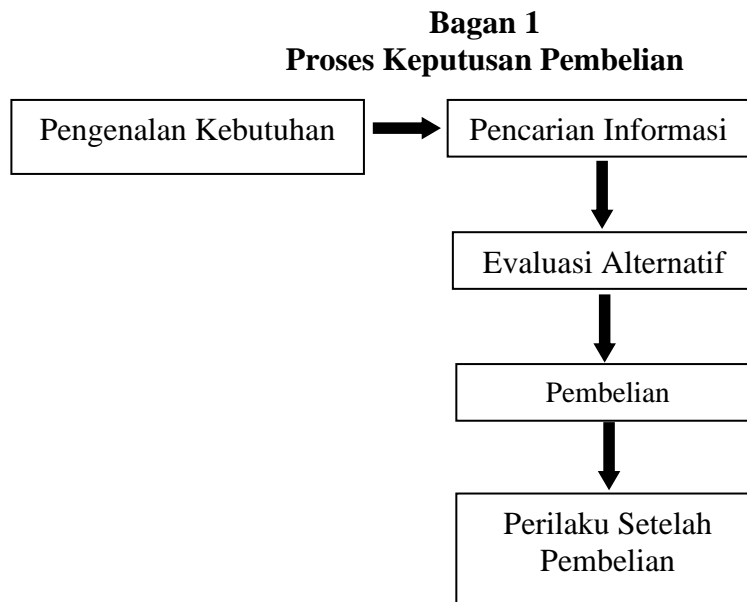 Bagan 1
Proses Keputusan Pembelian
Pengenalan Kebutuhan
Pencarian Informasi
Evaluasi Alternatif
Pembelian
Perilaku Setelah
Pembelian